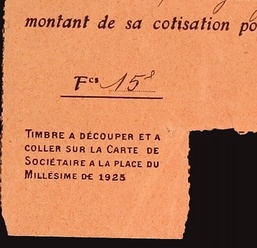 montant de sa cotisation po
Fcs 15
TIMBRE A DÉCOUPER ET A
COLLER SUR LA CARTE DE
SOCIÉTAIRE A LA PLACE DU
MILLÉSIME DE 1925